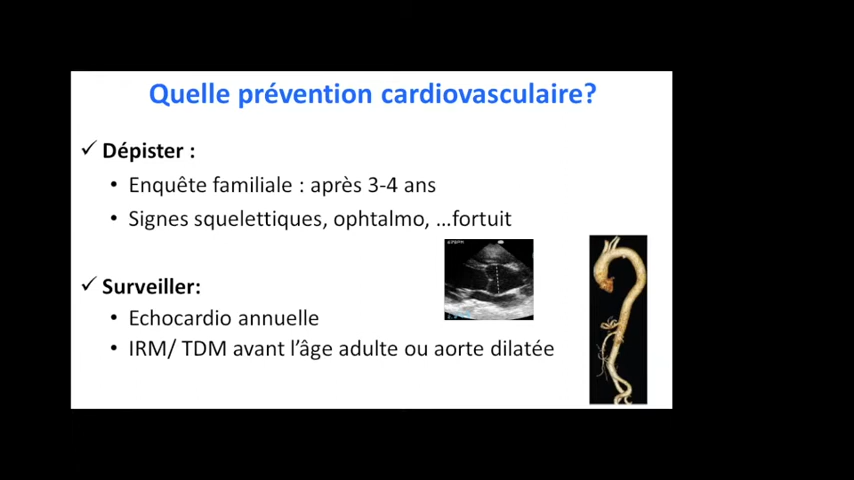 Quelle prévention cardiovasculaire?
✓ Dépister :
• Enquête familiale : après 3-4 ans
• Signes squelettiques, ophtalmo, …fortuit
✓ Surveiller:
• Echocardio annuelle
• IRM/ TDM avant l’âge adulte ou aorte dilatée